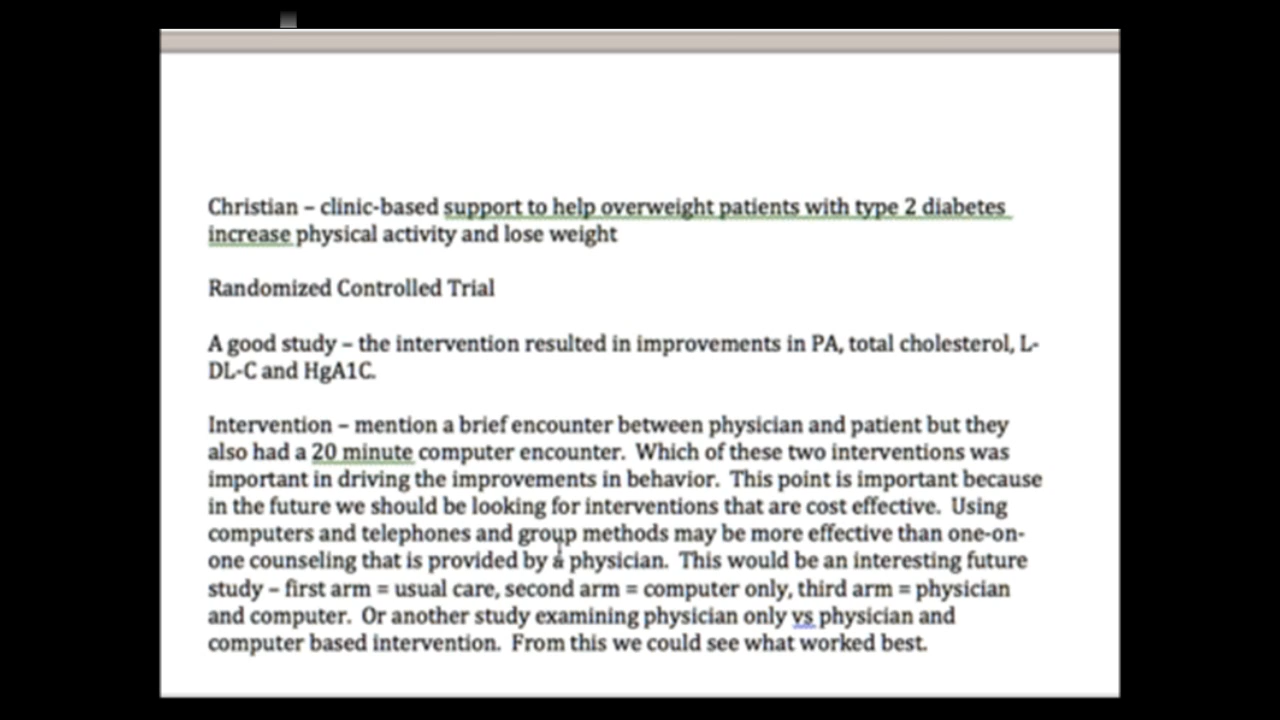 Christian – clinic-based support to help overweight patients with type 2 diabetes
increase physical activity and lose weight
Randomized Controlled Trial
A good study – the intervention resulted in improvements in PA, total cholesterol, L-
DL-C and HgA1C.
Intervention – mention a brief encounter between physician and patient but they
also had a 20 minute computer encounter.  Which of these two interventions was
important in driving the improvements in behavior.  This point is important because
in the future we should be looking for interventions that are cost effective.  Using
computers and telephones and group methods may be more effective than one-on-
one counseling that is provided by a physician.  This would be an interesting future
study – first arm = usual care, second arm = computer only, third arm = physician
and computer.  Or another study examining physician only vs physician and
computer based intervention.  From this we could see what worked best.